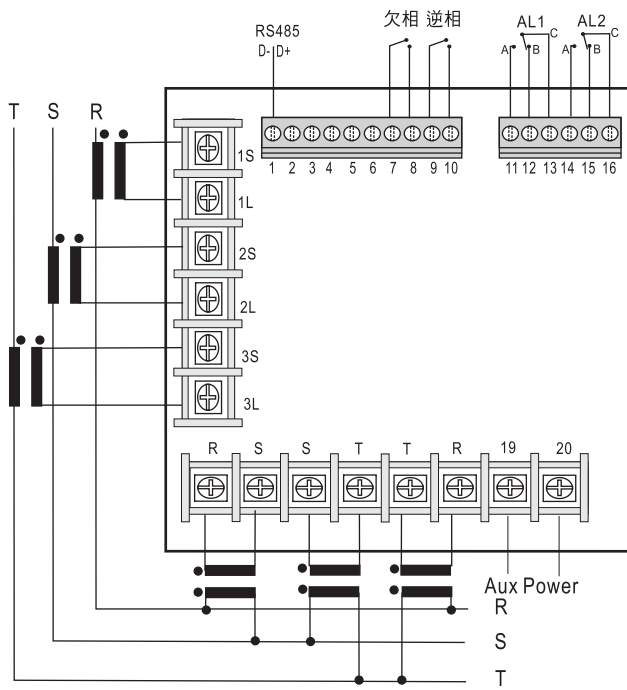 RS485
D- D+
欠相 逆相
AL1
AL2
A B C
A B C
T S R
1 2 3 4 5 6 7 8 9 10
11 12 13 14 15 16
1S
1L
2S
2L
3S
3L
R S S T T R 19 20
Aux Power
R
S
T